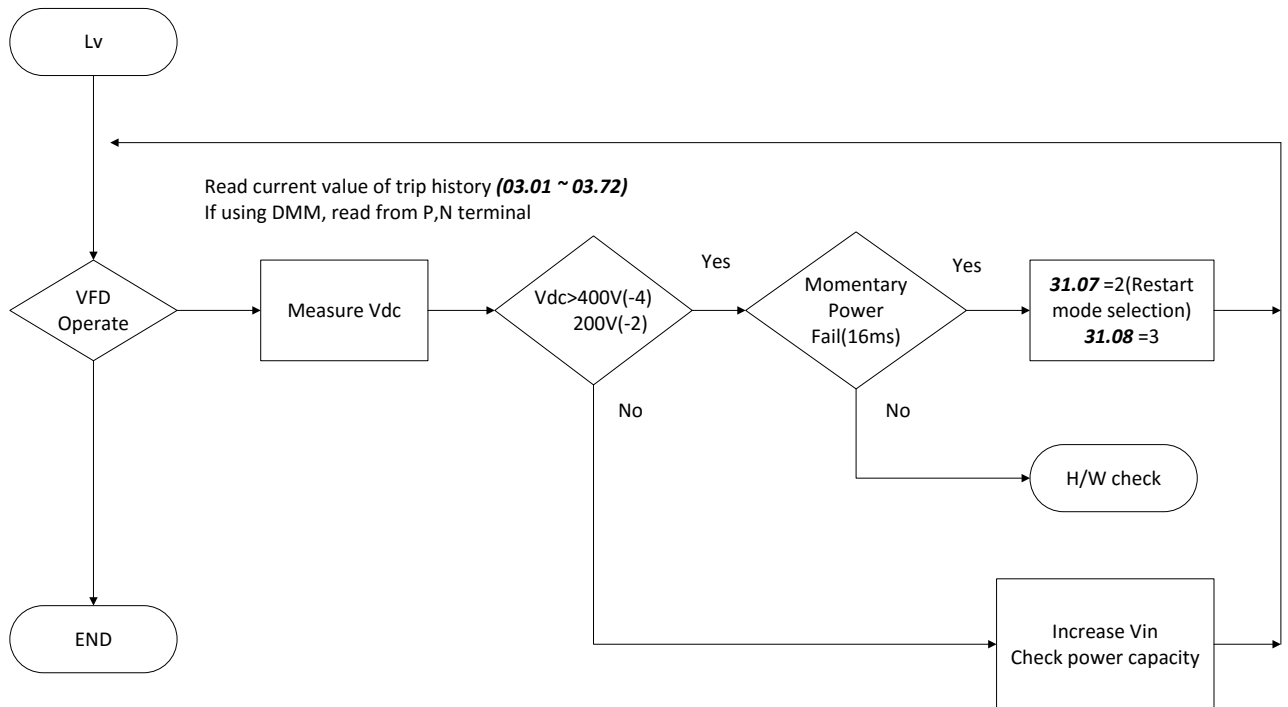 Lv
Read current value of trip history (03.01 ~ 03.72)
If using DMM, read from P,N terminal
VFD
Operate
Measure Vdc
Vdc>400V(-4)
200V(-2)
Yes
Momentary
Power
Fail(16ms)
Yes
31.07 =2(Restart
mode selection)
31.08 =3
No
No
H/W check
END
Increase Vin
Check power capacity